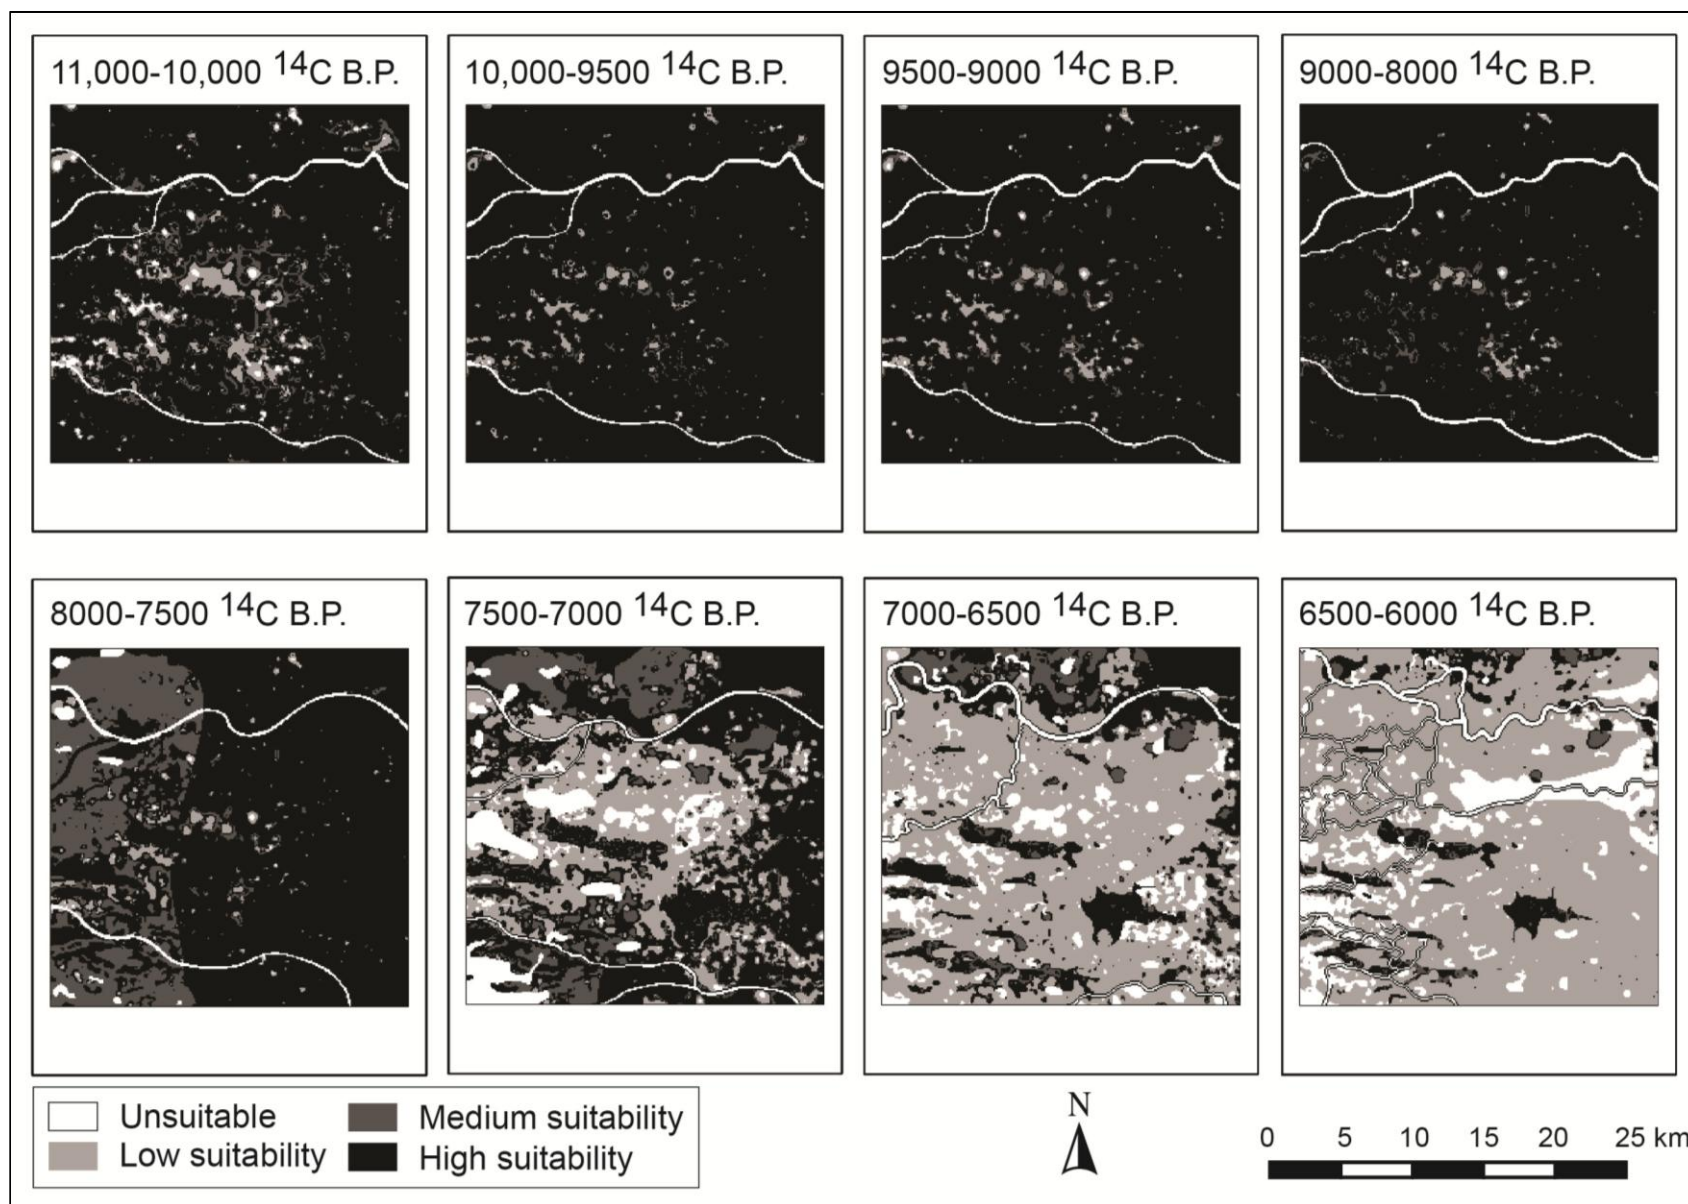 11,000-10,000 ¹⁴C B.P.
10,000-9500 ¹⁴C B.P.
9500-9000 ¹⁴C B.P.
9000-8000 ¹⁴C B.P.
8000-7500 ¹⁴C B.P.
7500-7000 ¹⁴C B.P.
7000-6500 ¹⁴C B.P.
6500-6000 ¹⁴C B.P.
Unsuitable
Medium suitability
Low suitability
High suitability
N
0 5 10 15 20 25 km